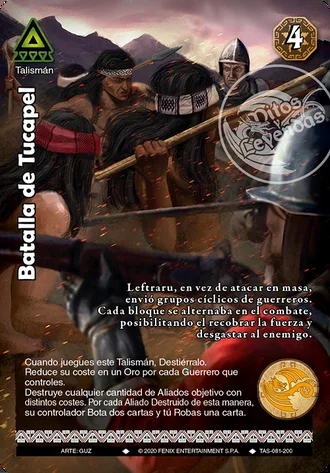 Talismán
4
Mitos y
Leyendas
Batalla de Tucapel
Leftraru, en vez de atacar en masa,
envió grupos cíclicos de guerreros.
Cada bloque se alternaba en el combate,
posibilitando el recobrar la fuerza y
desgastar al enemigo.
Cuando juegues este Talismán, Destiérralo.
Reduce su coste en un Oro por cada Guerrero que
controles.
Destruye cualquier cantidad de Aliados objetivo con
distintos costes. Por cada Aliado Destruido de esta manera,
su controlador Bota dos cartas y tú Robas una carta.
ARTE: GUZ
© 2020 FENIX ENTERTAINMENT S.P.A.
TAS-081-200